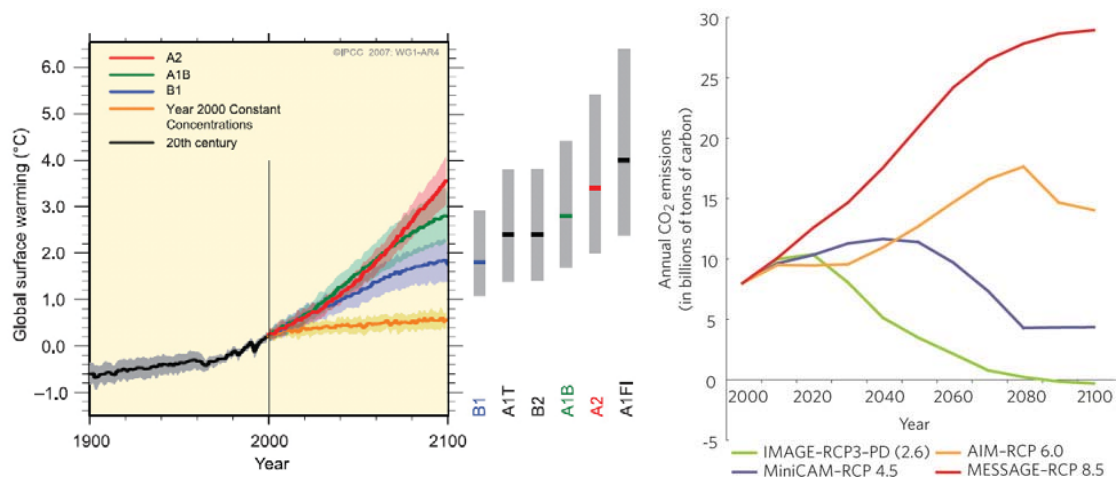 ©IPCC 2007: WG1-AR4
A2
A1B
B1
Year 2000 Constant
Concentrations
20th century
Global surface warming (°C)
6.0
5.0
4.0
3.0
2.0
1.0
0.0
–1.0
1900
2000
2100
Year
B1
A1T
B2
A1B
A2
A1FI
Annual CO2 emissions
(in billions of tons of carbon)
30
25
20
15
10
5
0
-5
2000
2020
2040
2060
2080
2100
Year
IMAGE-RCP3-PD (2.6)
AIM-RCP 6.0
MiniCAM-RCP 4.5
MESSAGE-RCP 8.5